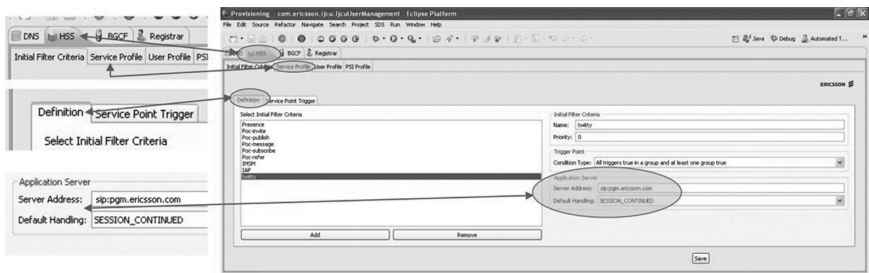 DNS HSS BGCF Registrar
Initial Filter Criteria Service Profile User Profile PSI
Definition Service Point Trigger
Select Initial Filter Criteria
Application Server
Server Address: sip:pgm.ericsson.com
Default Handling: SESSION_CONTINUED
Provisioning - com.ericsson.ijcu.IjcuUserManagement - Eclipse Platform
File Edit Source Refactor Navigate Search Project SDS Run Window Help
Java Debug Automated T...
HSS BGCF Registrar
Initial Filter Criteria Service Profile User Profile PSI Profile
ERICSSON
Definition Service Point Trigger
Select Initial Filter Criteria
Presence
Poc-invite
Poc-publish
Poc-message
Poc-subscribe
Poc-refer
IMSM
IAP
twitty
Add Remove
Initial Filter Criteria
Name: twitty
Priority: 0
Trigger Point
Condition Type: All triggers true in a group and at least one group true
Application Server
Server Address: sip:pgm.ericsson.com
Default Handling: SESSION_CONTINUED
Save